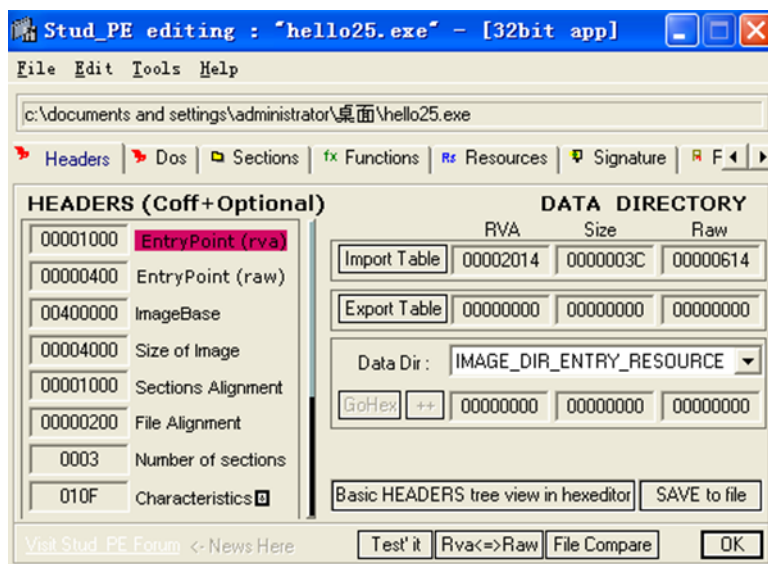 Stud_PE editing : "hello25.exe" - [32bit app]
File Edit Tools Help
c:\documents and settings\administrator\桌面\hello25.exe
Headers Dos Sections fx Functions Rs Resources Signature R F
HEADERS (Coff+Optional) DATA DIRECTORY
RVA Size Raw
00001000 EntryPoint (rva)
Import Table 00002014 0000003C 00000614
00000400 EntryPoint (raw)
00400000 ImageBase
Export Table 00000000 00000000 00000000
00004000 Size of Image
Data Dir : IMAGE_DIR_ENTRY_RESOURCE
00001000 Sections Alignment
GoHex ++ 00000000 00000000 00000000
00000200 File Alignment
0003 Number of sections
010F Characteristics
Basic HEADERS tree view in hexeditor SAVE to file
Visit Stud_PE Forum <- News Here Test' it Rva<=>Raw File Compare OK